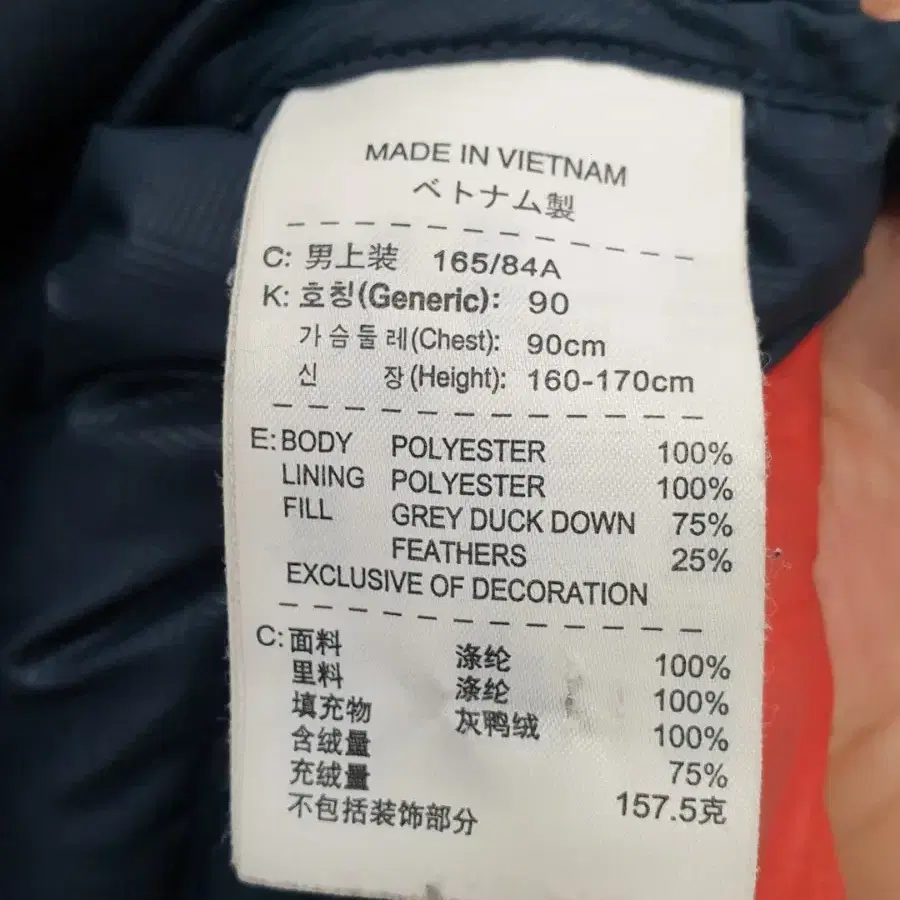 MADE IN VIETNAM
ベトナム製
C: 男上装 165/84A
K: 호칭(Generic): 90
가슴둘레(Chest): 90cm
신 장(Height): 160-170cm
E: BODY POLYESTER 100%
LINING POLYESTER 100%
FILL GREY DUCK DOWN 75%
FEATHERS 25%
EXCLUSIVE OF DECORATION
C: 面料 涤纶 100%
里料 涤纶 100%
填充物 灰鸭绒 100%
含绒量 75%
充绒量 157.5克
不包括装饰部分